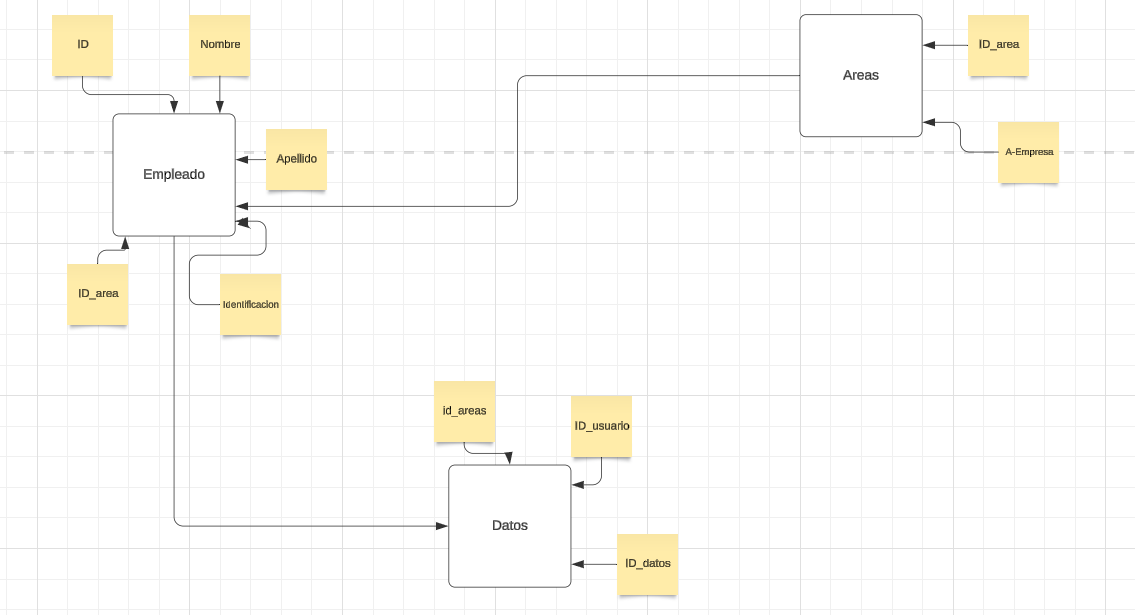 ID
Nombre
Areas
ID_area
Apellido
A-Empresa
Empleado
ID_area
Identificacion
id_areas
ID_usuario
Datos
ID_datos